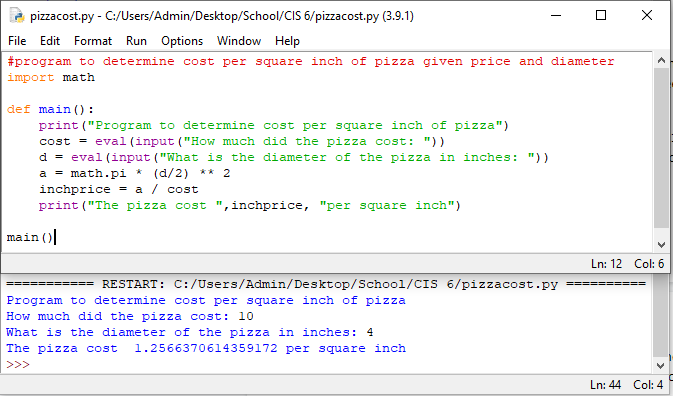 pizzacost.py - C:/Users/Admin/Desktop/School/CIS 6/pizzacost.py (3.9.1)
File Edit Format Run Options Window Help
#program to determine cost per square inch of pizza given price and diameter
import math
def main():
    print("Program to determine cost per square inch of pizza")
    cost = eval(input("How much did the pizza cost: "))
    d = eval(input("What is the diameter of the pizza in inches: "))
    a = math.pi * (d/2) ** 2
    inchprice = a / cost
    print("The pizza cost ",inchprice, "per square inch")
main()
Ln: 12 Col: 6
=========== RESTART: C:/Users/Admin/Desktop/School/CIS 6/pizzacost.py ==========
Program to determine cost per square inch of pizza
How much did the pizza cost: 10
What is the diameter of the pizza in inches: 4
The pizza cost  1.2566370614359172 per square inch
>>>
Ln: 44 Col: 4